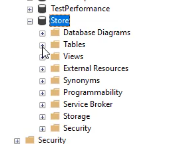 TestPerformance
Store
Database Diagrams
Tables
Views
External Resources
Synonyms
Programmability
Service Broker
Storage
Security
Security